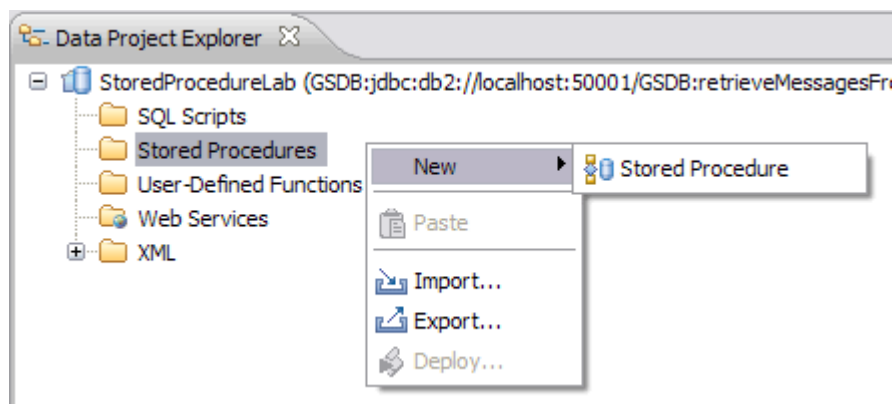 Data Project Explorer
StoredProcedureLab (GSDB:jdbc:db2://localhost:50001/GSDB:retrieveMessagesFr
SQL Scripts
Stored Procedures
New
Stored Procedure
User-Defined Functions
Web Services
Paste
XML
Import...
Export...
Deploy...